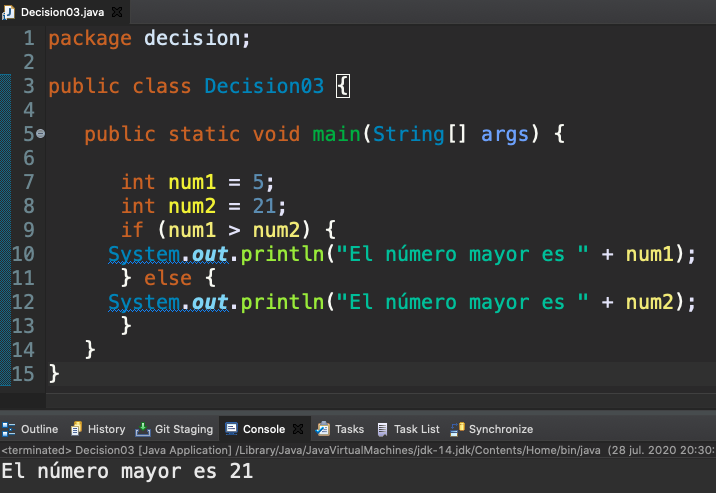 Decision03.java
1 package decision;
2
3 public class Decision03 {
4
5 public static void main(String[] args) {
6
7 int num1 = 5;
8 int num2 = 21;
9 if (num1 > num2) {
10 System.out.println("El número mayor es " + num1);
11 } else {
12 System.out.println("El número mayor es " + num2);
13 }
14 }
15 }
Outline History Git Staging Console Tasks Task List Synchronize
<terminated> Decision03 [Java Application] /Library/Java/JavaVirtualMachines/jdk-14.jdk/Contents/Home/bin/java (28 jul. 2020 20:30:
El número mayor es 21